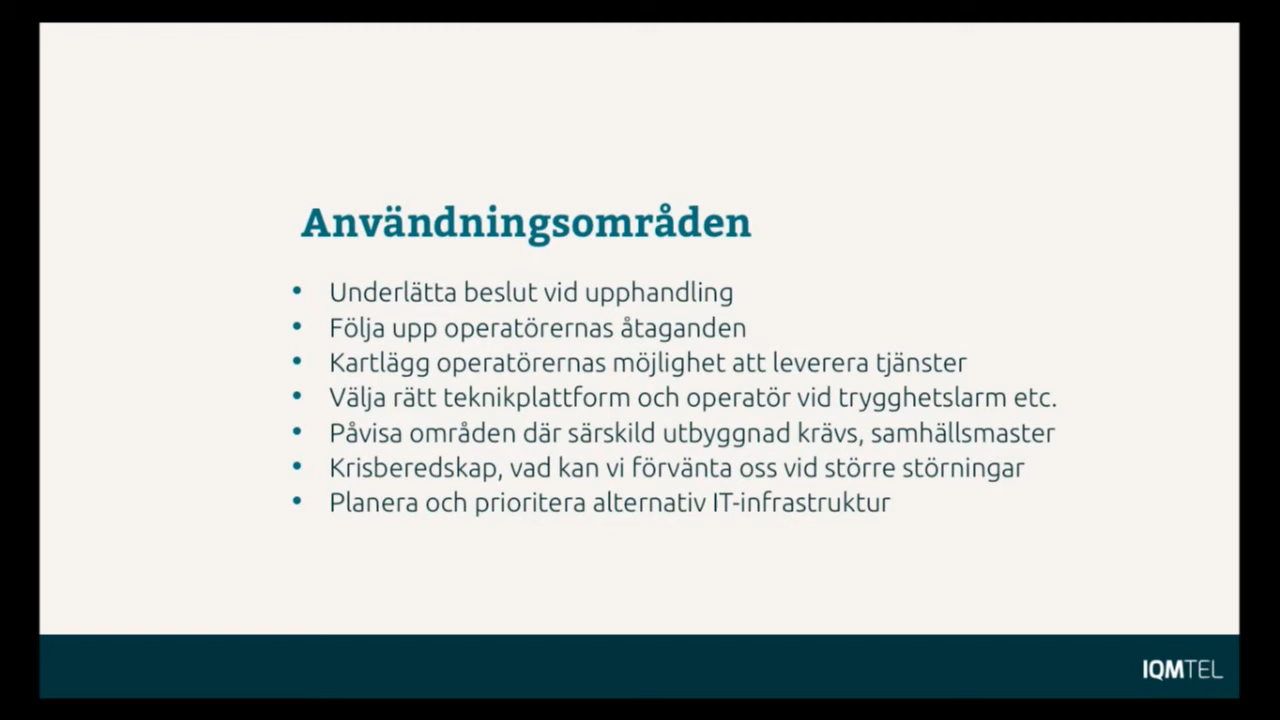 Användningsområden
• Underlätta beslut vid upphandling
• Följa upp operatörernas åtaganden
• Kartlägg operatörernas möjlighet att leverera tjänster
• Välja rätt teknikplattform och operatör vid trygghetslarm etc.
• Påvisa områden där särskild utbyggnad krävs, samhällsmaster
• Krisberedskap, vad kan vi förvänta oss vid större störningar
• Planera och prioritera alternativ IT-infrastruktur
IQMTEL